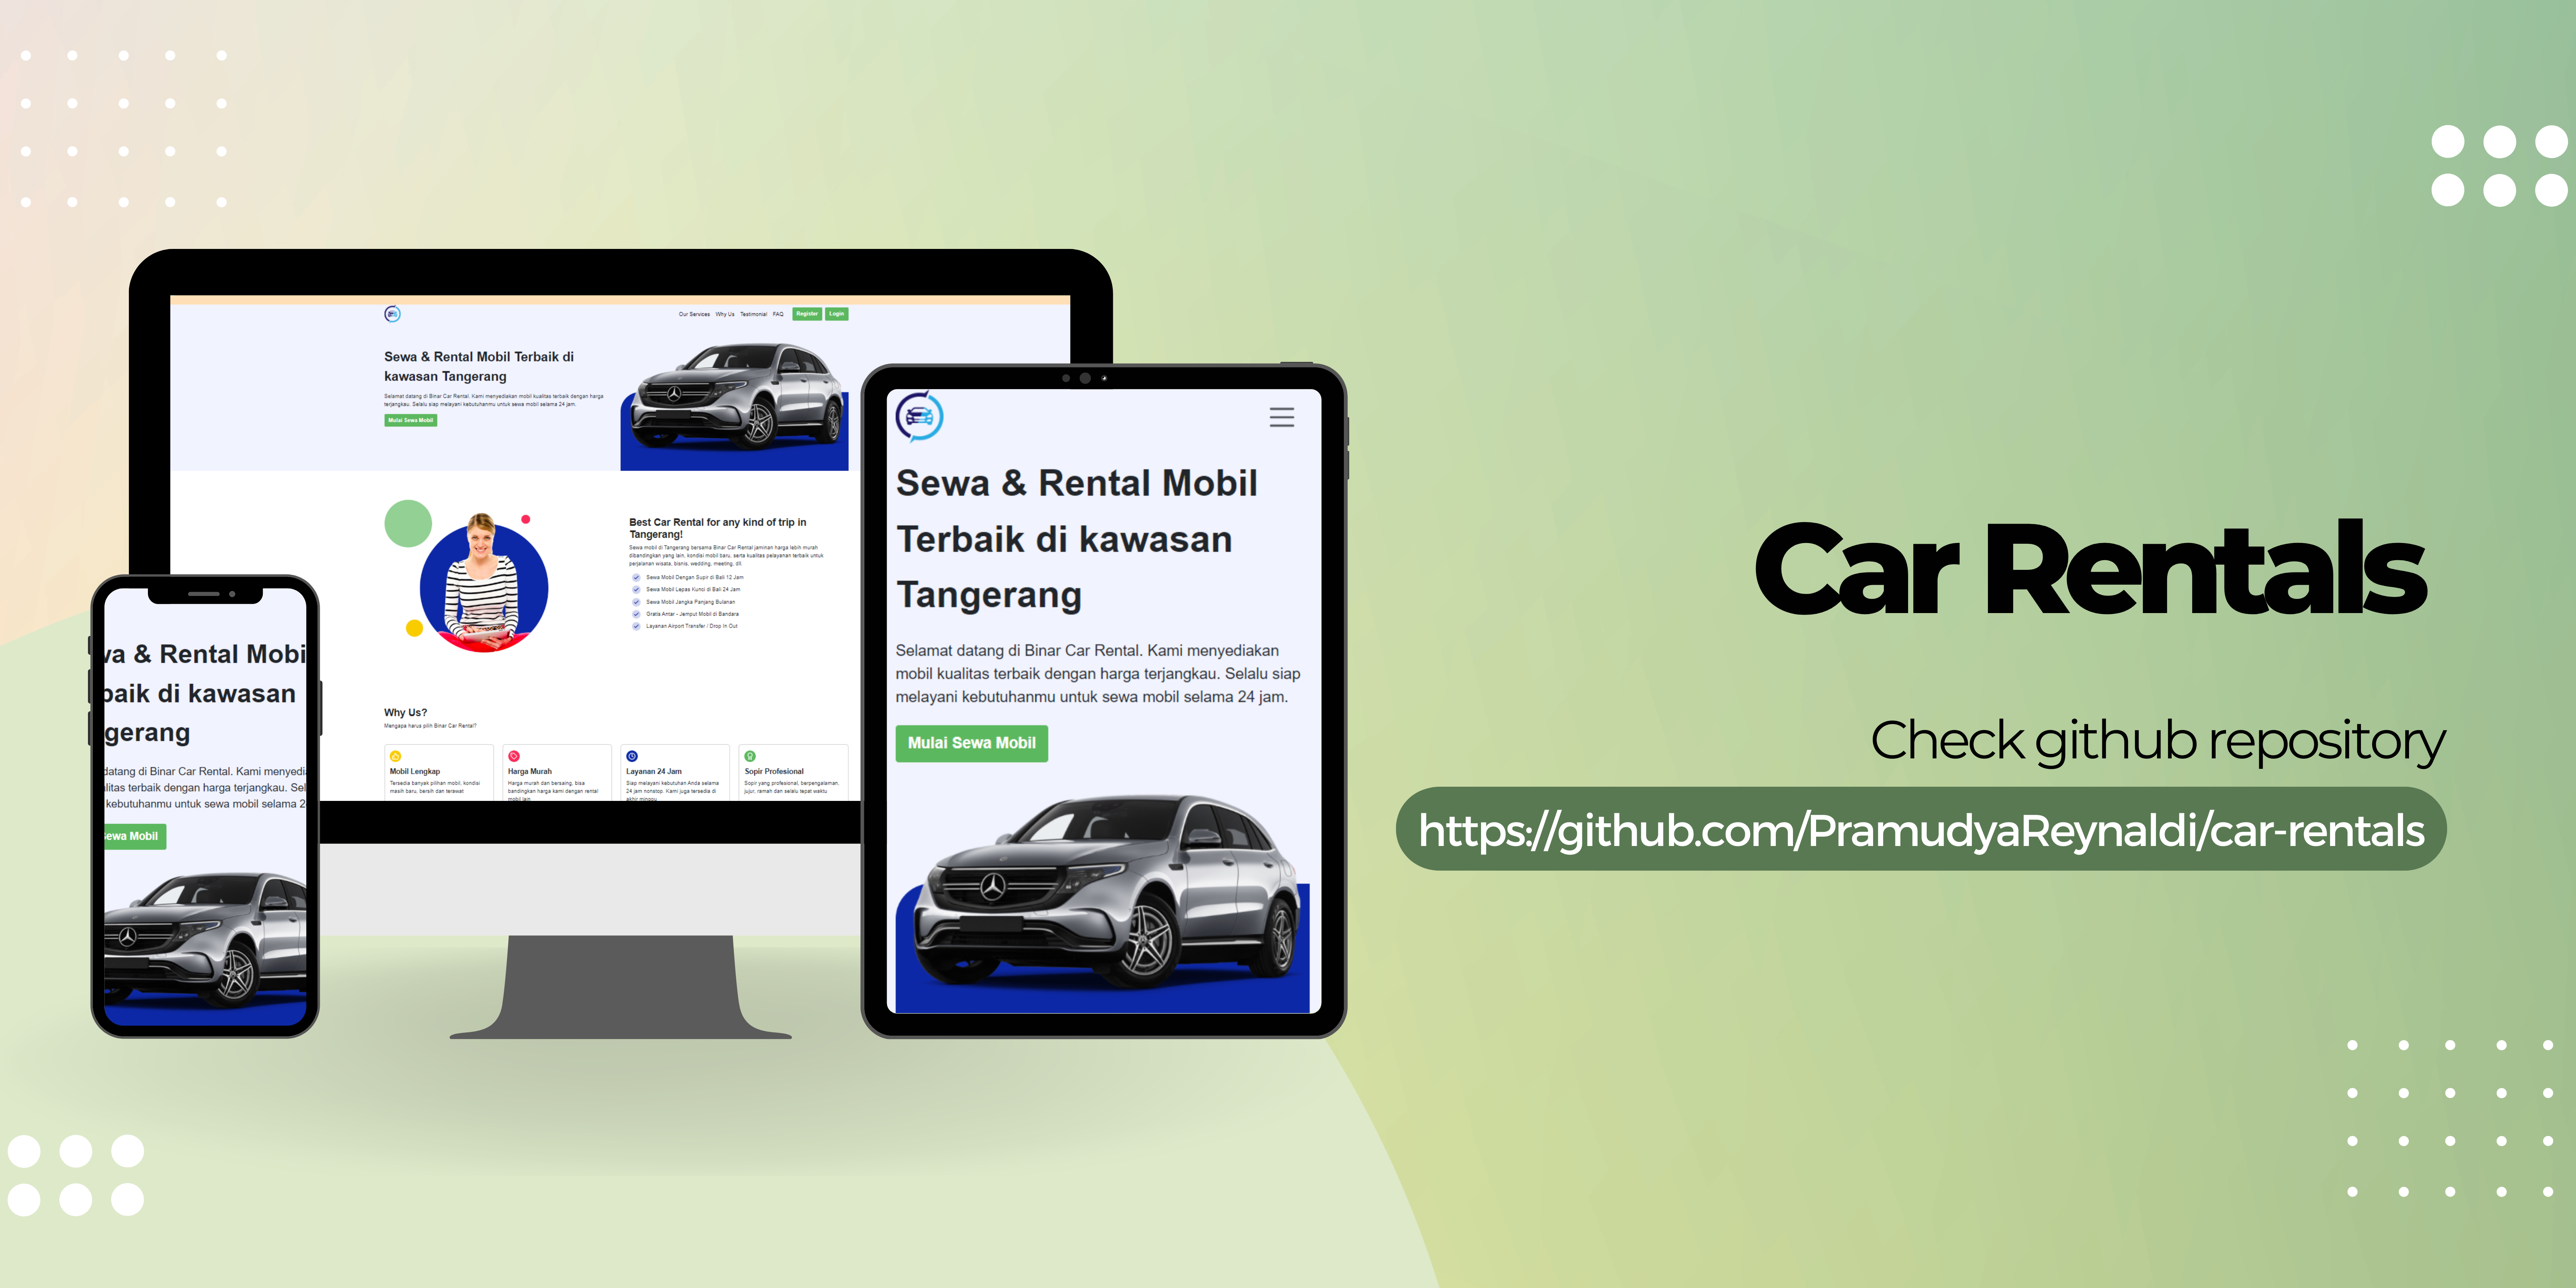 Our Services Why Us Testimonial FAQ Register Login
Sewa & Rental Mobil Terbaik di
kawasan Tangerang
Selamat datang di Binar Car Rental. Kami menyediakan mobil kualitas terbaik dengan harga
terjangkau. Selalu siap melayani kebutuhanmu untuk sewa mobil selama 24 jam.
Mulai Sewa Mobil
Best Car Rental for any kind of trip in
Tangerang!
Sewa mobil di Tangerang bersama Binar Car Rental jaminan harga lebih murah
dibandingkan yang lain, kondisi mobil baru, serta kualitas pelayanan terbaik untuk
perjalanan wisata, bisnis, wedding, meeting, dll.
Sewa Mobil Dengan Supir di Bali 12 Jam
Sewa Mobil Lepas Kunci di Bali 24 Jam
Sewa Mobil Jangka Panjang Bulanan
Gratis Antar - Jemput Mobil di Bandara
Layanan Airport Transfer / Drop In Out
Why Us?
Mengapa harus pilih Binar Car Rental?
Mobil Lengkap
Tersedia banyak pilihan mobil, kondisi
masih baru, bersih dan terawat
Harga Murah
Harga murah dan bersaing, bisa
bandingkan harga kami dengan rental
mobil lain
Layanan 24 Jam
Siap melayani kebutuhan Anda selama
24 jam nonstop. Kami juga tersedia di
akhir minggu
Sopir Profesional
Sopir yang profesional, berpengalaman,
jujur, ramah dan selalu tepat waktu
va & Rental Mobi
baik di kawasan
gerang
datang di Binar Car Rental. Kami menyedia
litas terbaik dengan harga terjangkau. Sel
kebutuhanmu untuk sewa mobil selama 2
ewa Mobil
Sewa & Rental Mobil
Terbaik di kawasan
Tangerang
Selamat datang di Binar Car Rental. Kami menyediakan
mobil kualitas terbaik dengan harga terjangkau. Selalu siap
melayani kebutuhanmu untuk sewa mobil selama 24 jam.
Mulai Sewa Mobil
Car Rentals
Check github repository
https://github.com/PramudyaReynaldi/car-rentals